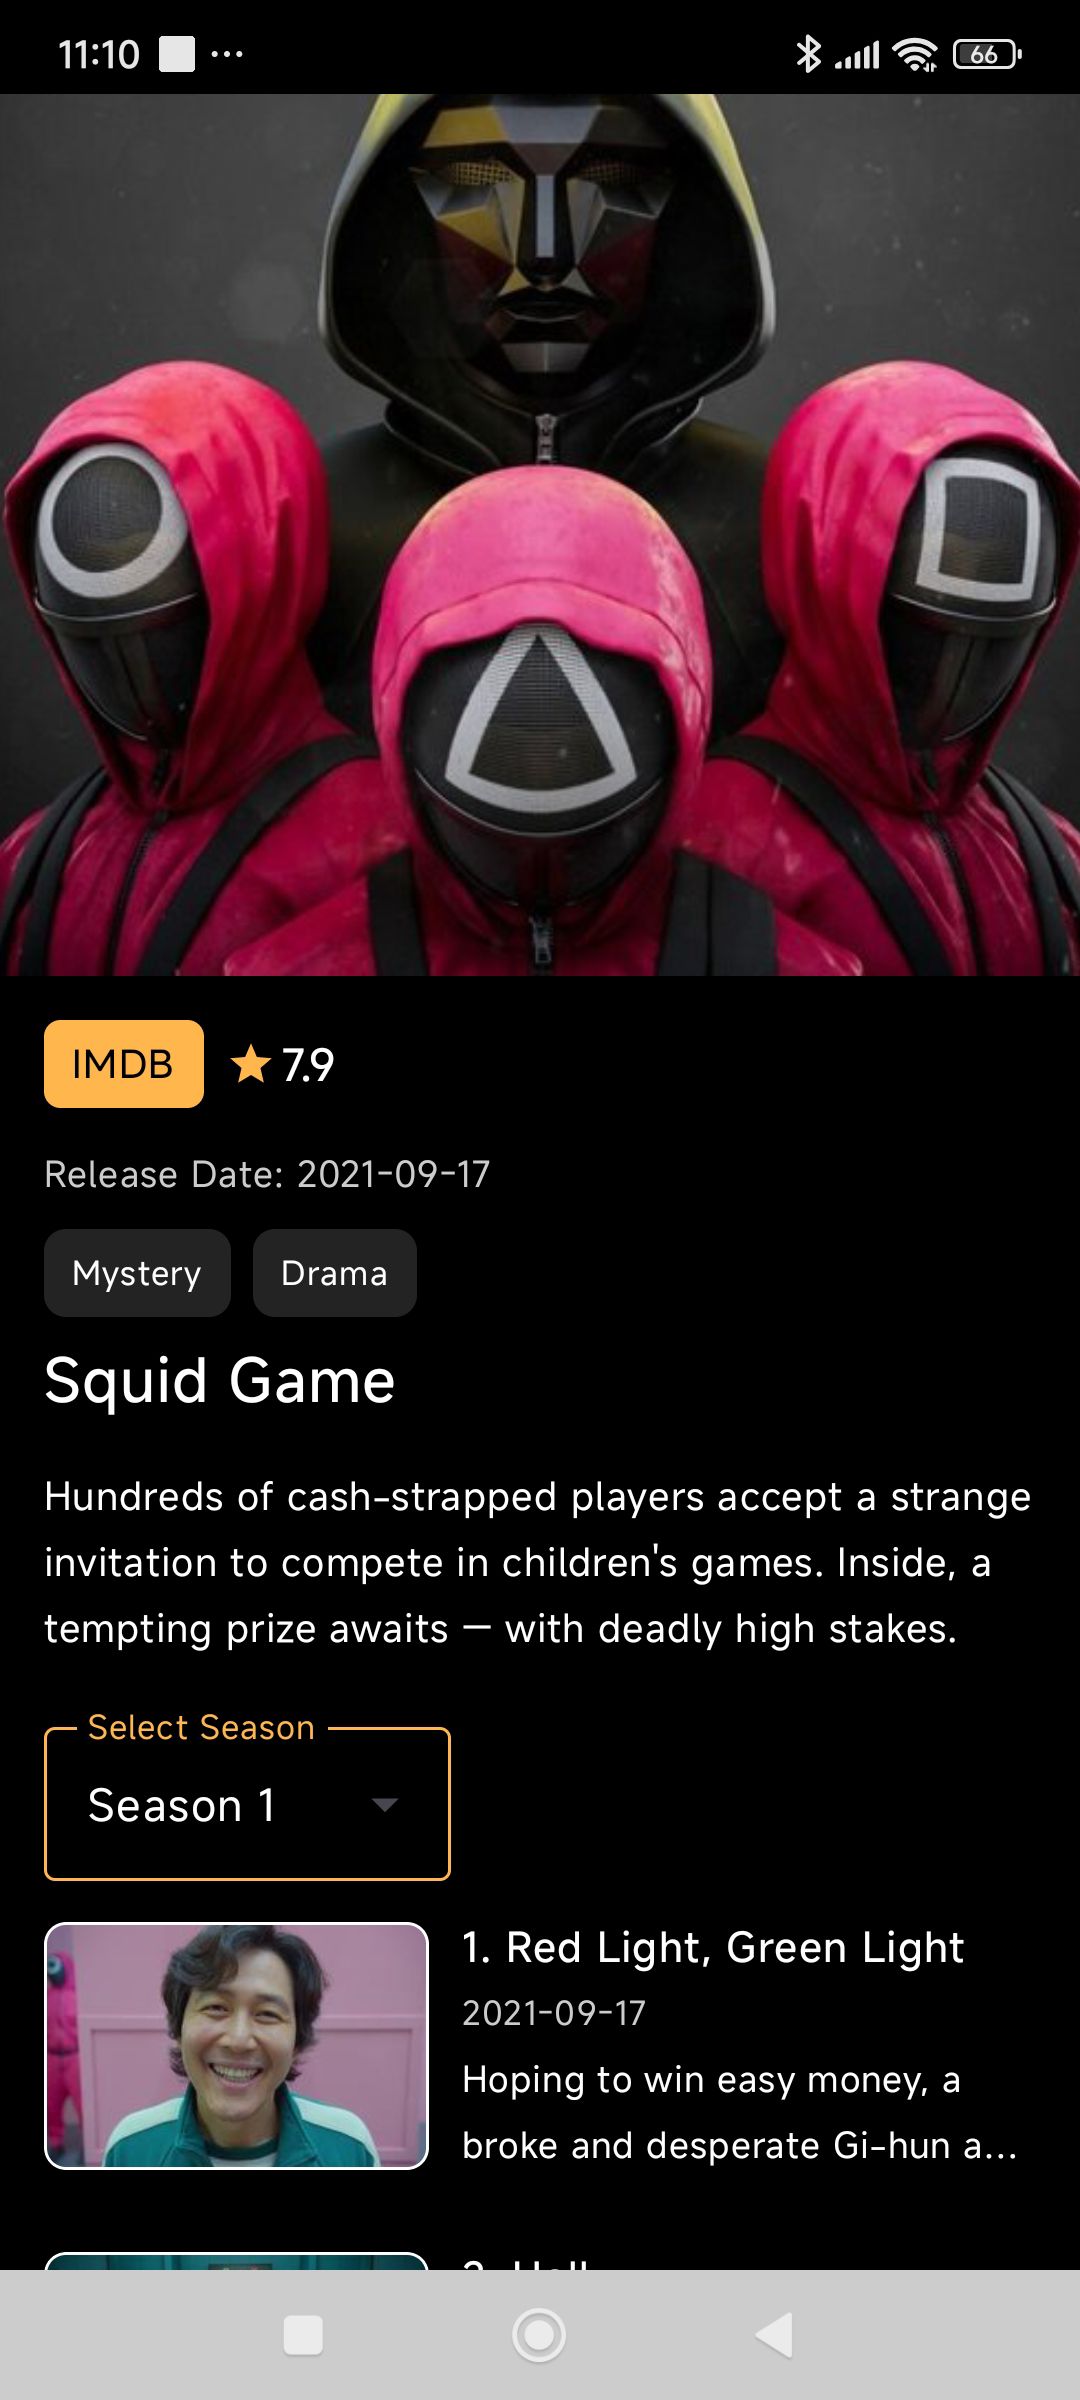 11:10
66
IMDB 7.9
Release Date: 2021-09-17
Mystery Drama
Squid Game
Hundreds of cash-strapped players accept a strange
invitation to compete in children's games. Inside, a
tempting prize awaits — with deadly high stakes.
Select Season
Season 1
1. Red Light, Green Light
2021-09-17
Hoping to win easy money, a
broke and desperate Gi-hun a...